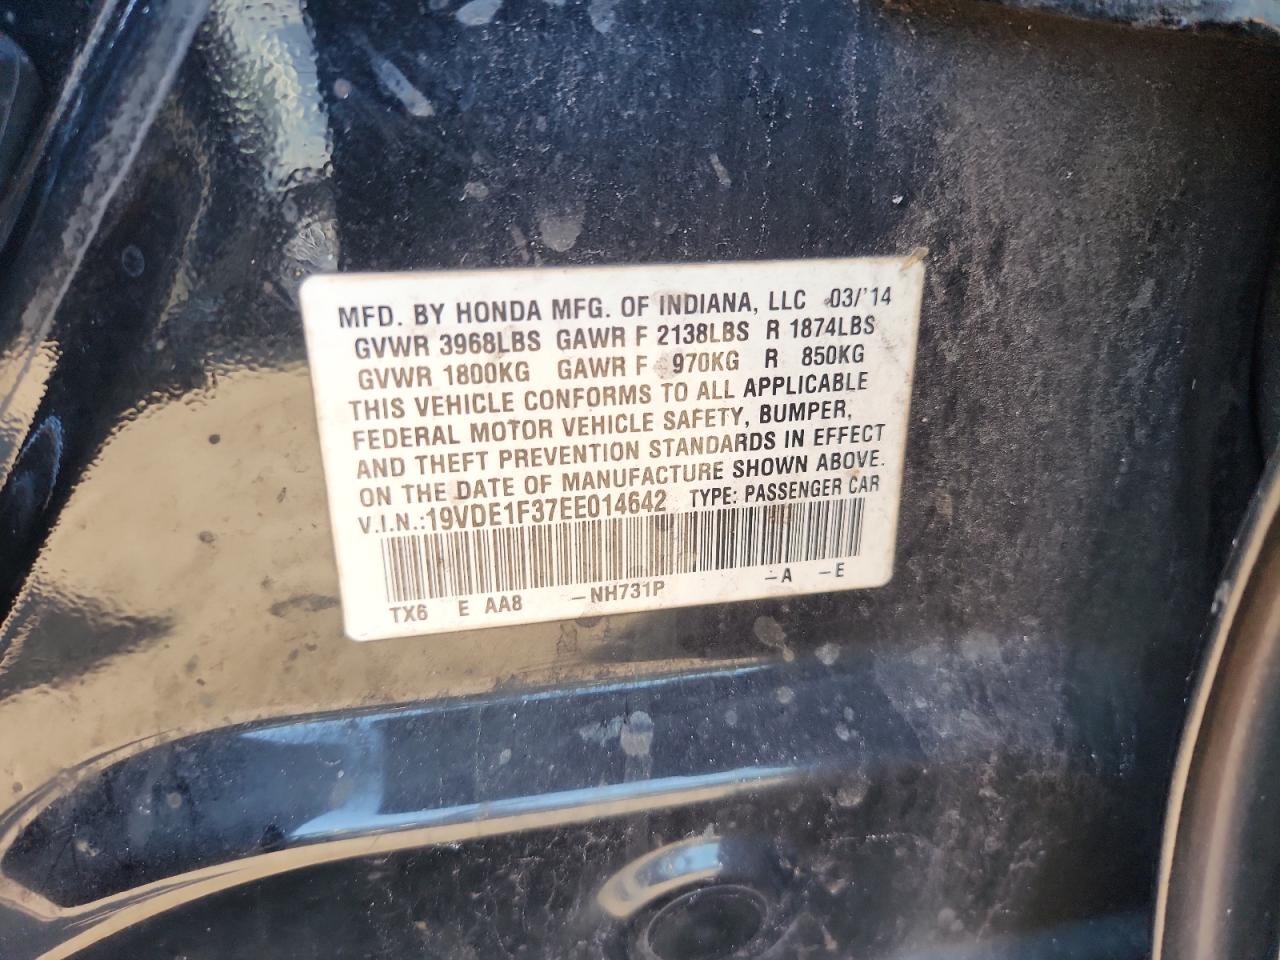 MFD. BY HONDA MFG. OF INDIANA, LLC 03/'14
GVWR 3968LBS GAWR F 2138LBS R 1874LBS
GVWR 1800KG GAWR F 970KG R 850KG
THIS VEHICLE CONFORMS TO ALL APPLICABLE
FEDERAL MOTOR VEHICLE SAFETY, BUMPER,
AND THEFT PREVENTION STANDARDS IN EFFECT
ON THE DATE OF MANUFACTURE SHOWN ABOVE.
V.I.N.:19VDE1F37EE014642 TYPE: PASSENGER CAR
TX6 E AA8 –NH731P –A –E